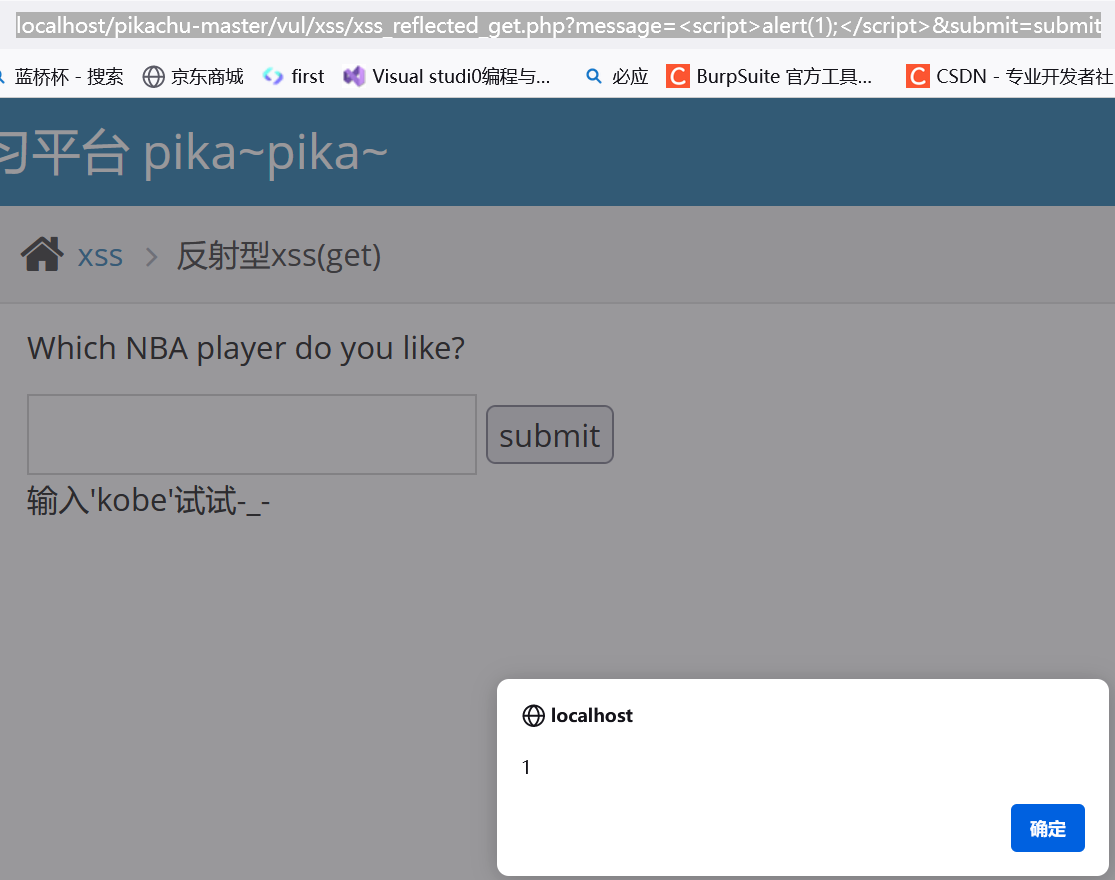 localhost/pikachu-master/vul/xss/xss_reflected_get.php?message=<script>alert(1);</script>&submit=submit
蓝桥杯 - 搜索 京东商城 first Visual studi0编程与... 必应 C BurpSuite 官方工具... C CSDN - 专业开发者社
习平台 pika~pika~
xss > 反射型xss(get)
Which NBA player do you like?
submit
输入'kobe'试试-_-
localhost
1
确定